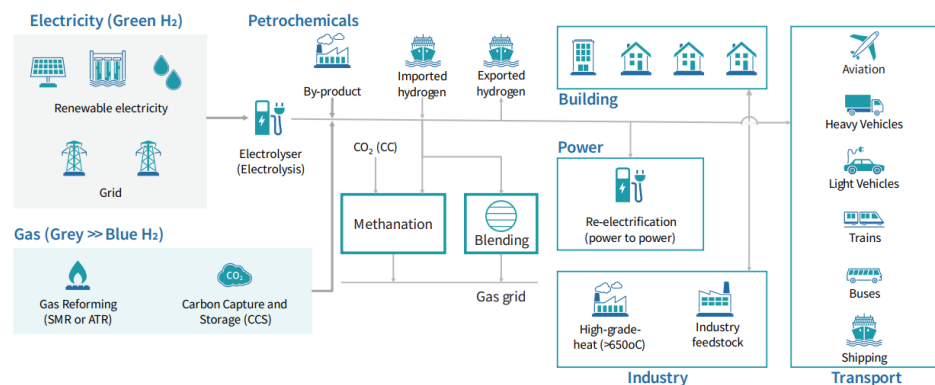 Electricity (Green H₂)
Renewable electricity
Grid
Gas (Grey >> Blue H₂)
Gas Reforming
(SMR or ATR)
CO₂
Carbon Capture and
Storage (CCS)
Electrolyser
(Electrolysis)
Petrochemicals
By-product
Imported
hydrogen
Exported
hydrogen
CO₂ (CC)
Methanation
Blending
Gas grid
Building
Power
Re-electrification
(power to power)
High-grade-
heat (>650oC)
Industry
feedstock
Industry
Aviation
Heavy Vehicles
Light Vehicles
Trains
Buses
Shipping
Transport